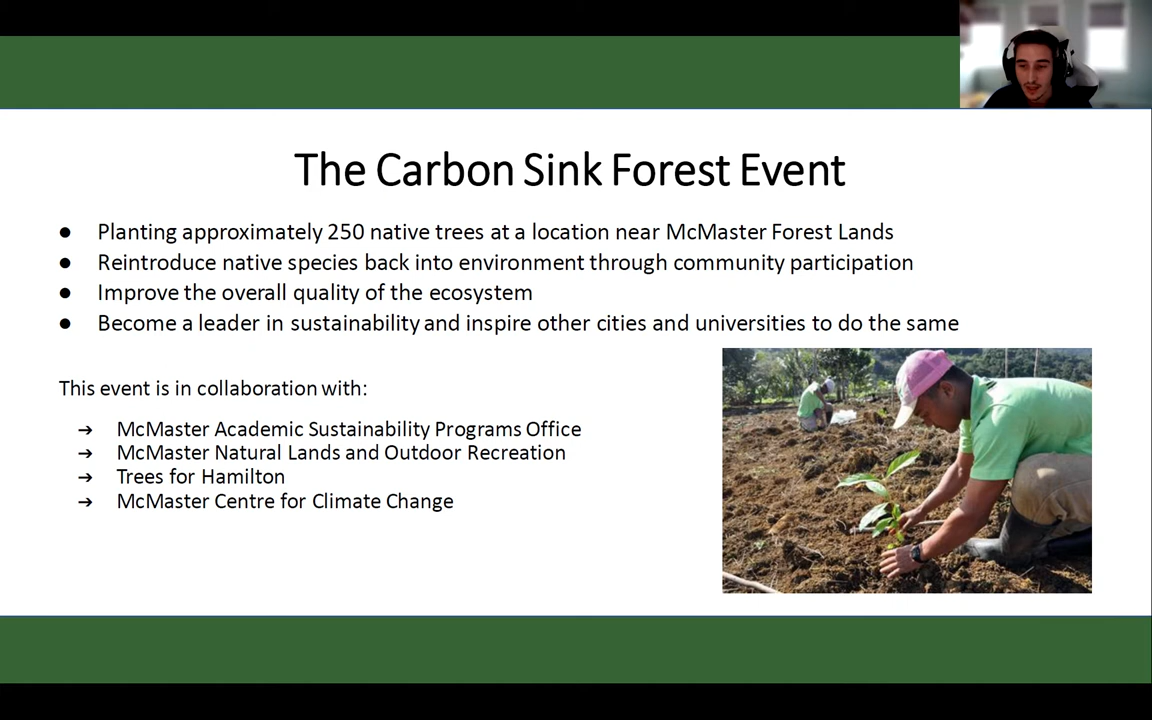 The Carbon Sink Forest Event
● Planting approximately 250 native trees at a location near McMaster Forest Lands
● Reintroduce native species back into environment through community participation
● Improve the overall quality of the ecosystem
● Become a leader in sustainability and inspire other cities and universities to do the same
This event is in collaboration with:
➔ McMaster Academic Sustainability Programs Office
➔ McMaster Natural Lands and Outdoor Recreation
➔ Trees for Hamilton
➔ McMaster Centre for Climate Change